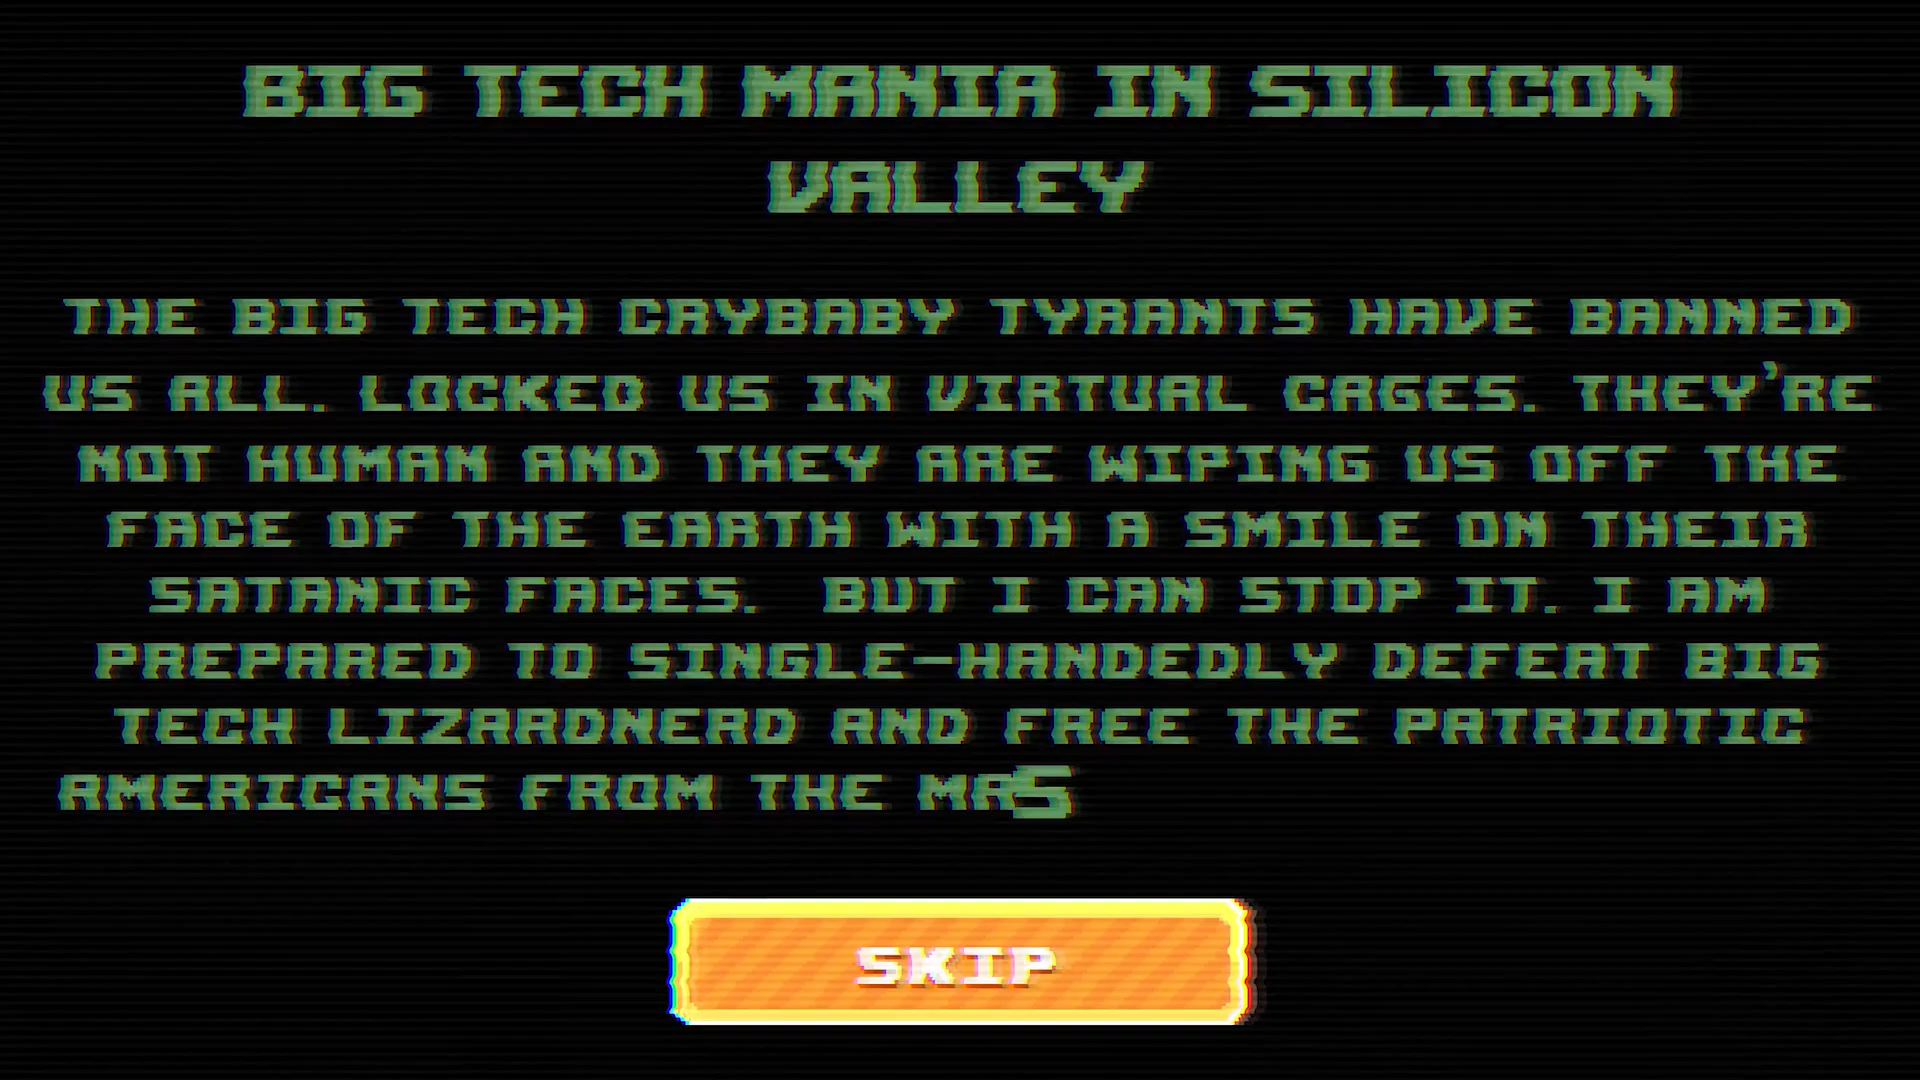 BIG TECH MANIA IN SILICON
VALLEY
THE BIG TECH CRYBABY TYRANTS HAVE BANNED
US ALL. LOCKED US IN VIRTUAL CAGES. THEY'RE
NOT HUMAN AND THEY ARE WIPING US OFF THE
FACE OF THE EARTH WITH A SMILE ON THEIR
SATANIC FACES. BUT I CAN STOP IT. I AM
PREPARED TO SINGLE-HANDEDLY DEFEAT BIG
TECH LIZARDNERD AND FREE THE PATRIOTIC
AMERICANS FROM THE MAS
SKIP